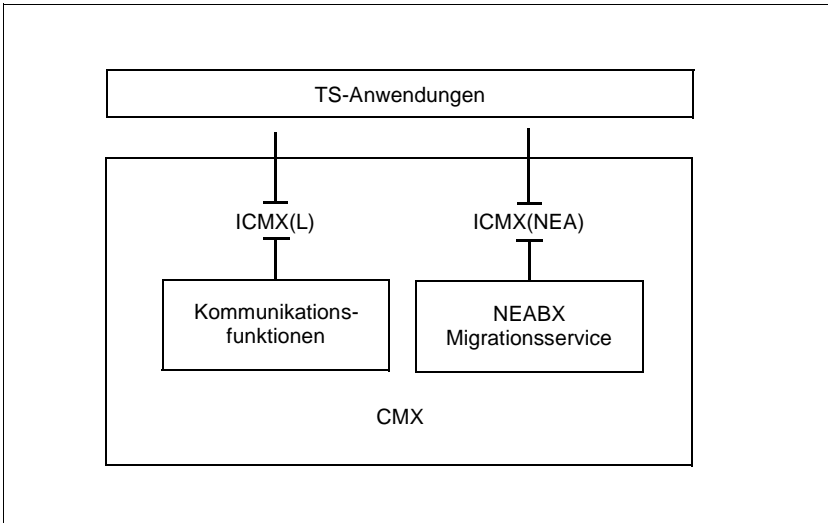 TS-Anwendungen
ICMX(L)
ICMX(NEA)
Kommunikations-
funktionen
NEABX
Migrationsservice
CMX